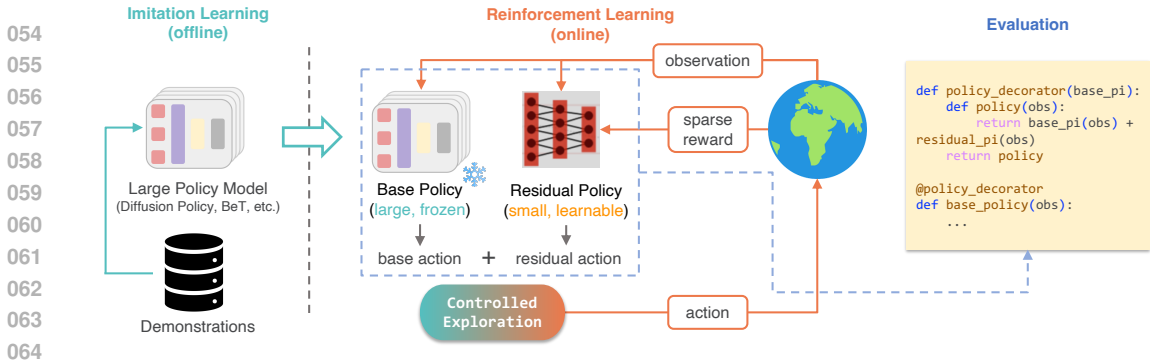 054
055
056
057
058
059
060
061
062
063
064
Imitation Learning
(offline)
Large Policy Model
(Diffusion Policy, BeT, etc.)
Demonstrations
Reinforcement Learning
(online)
observation
sparse
reward
Base Policy
(large, frozen)
Residual Policy
(small, learnable)
base action + residual action
Controlled
Exploration
action
Evaluation
def policy_decorator(base_pi):
    def policy(obs):
        return base_pi(obs) +
residual_pi(obs)
    return policy
@policy_decorator
def base_policy(obs):
    ...